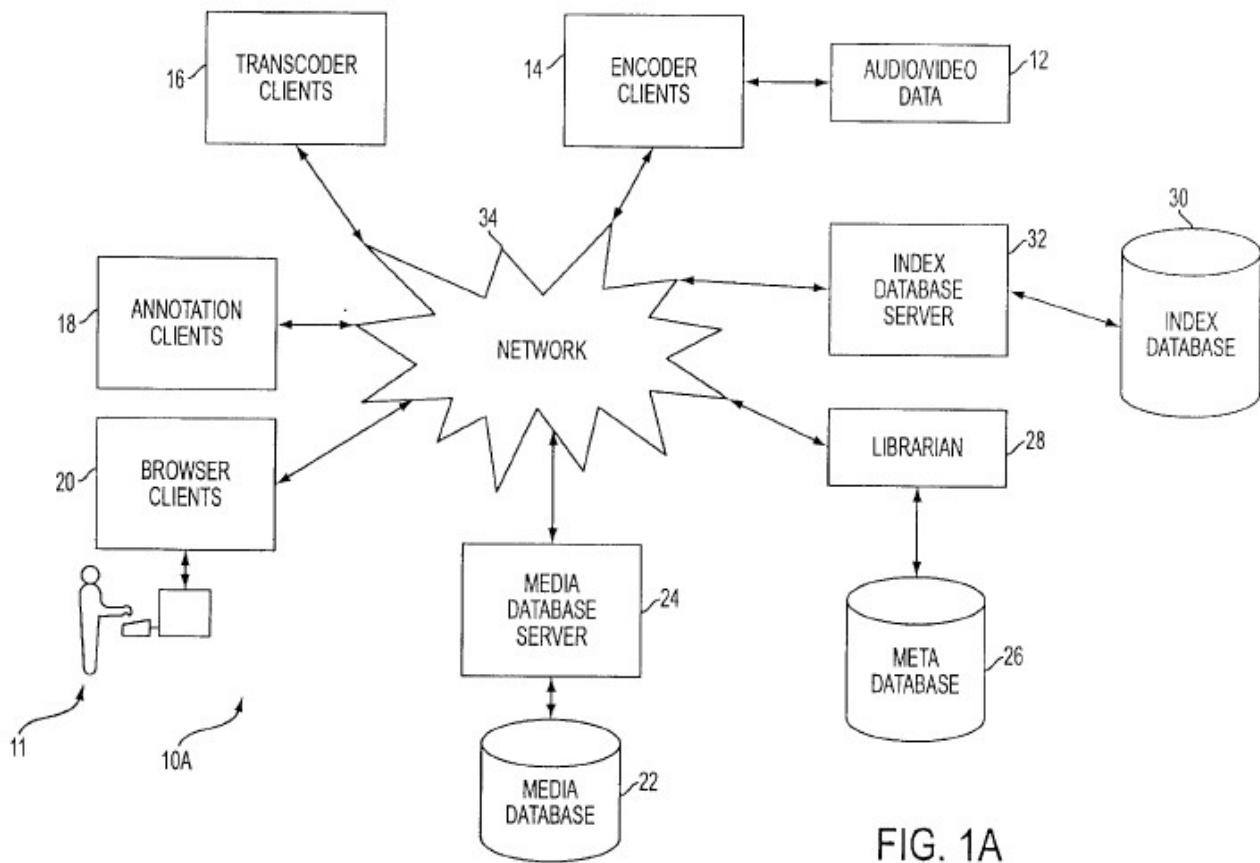 16
TRANSCODER
CLIENTS
14
ENCODER
CLIENTS
AUDIO/VIDEO
DATA
12
34
32
INDEX
DATABASE
SERVER
30
INDEX
DATABASE
18
ANNOTATION
CLIENTS
NETWORK
20
BROWSER
CLIENTS
LIBRARIAN
28
MEDIA
DATABASE
SERVER
24
META
DATABASE
26
11
10A
MEDIA
DATABASE
22
FIG. 1A